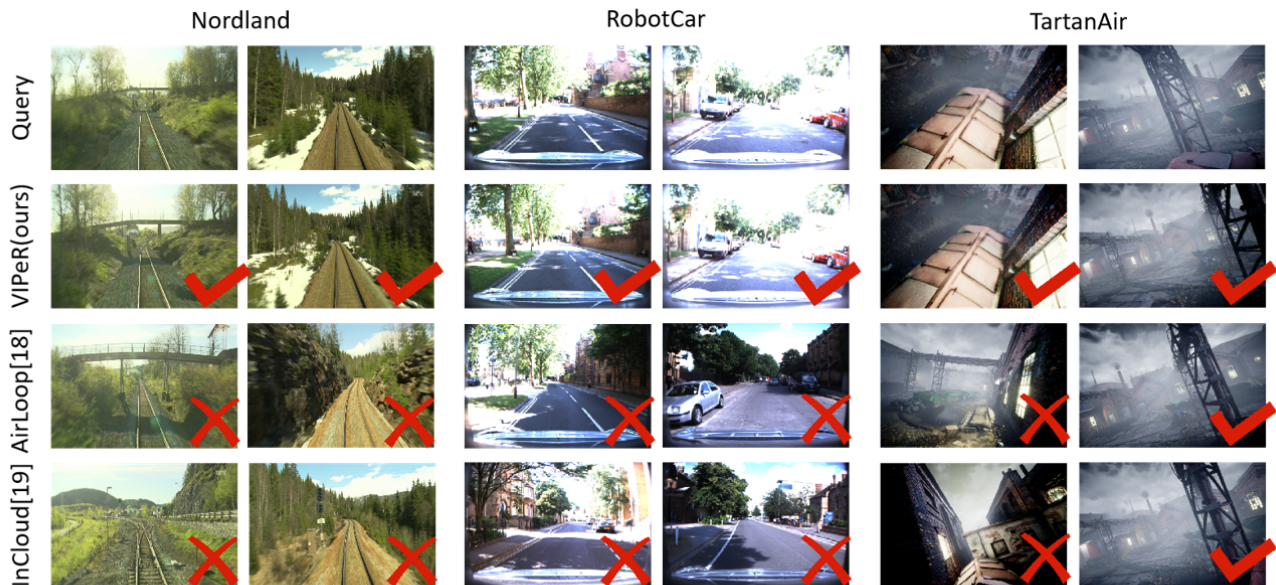 Nordland
RobotCar
TartanAir
Query
VIPeR(ours)
AirLoop[18]
InCloud[19]